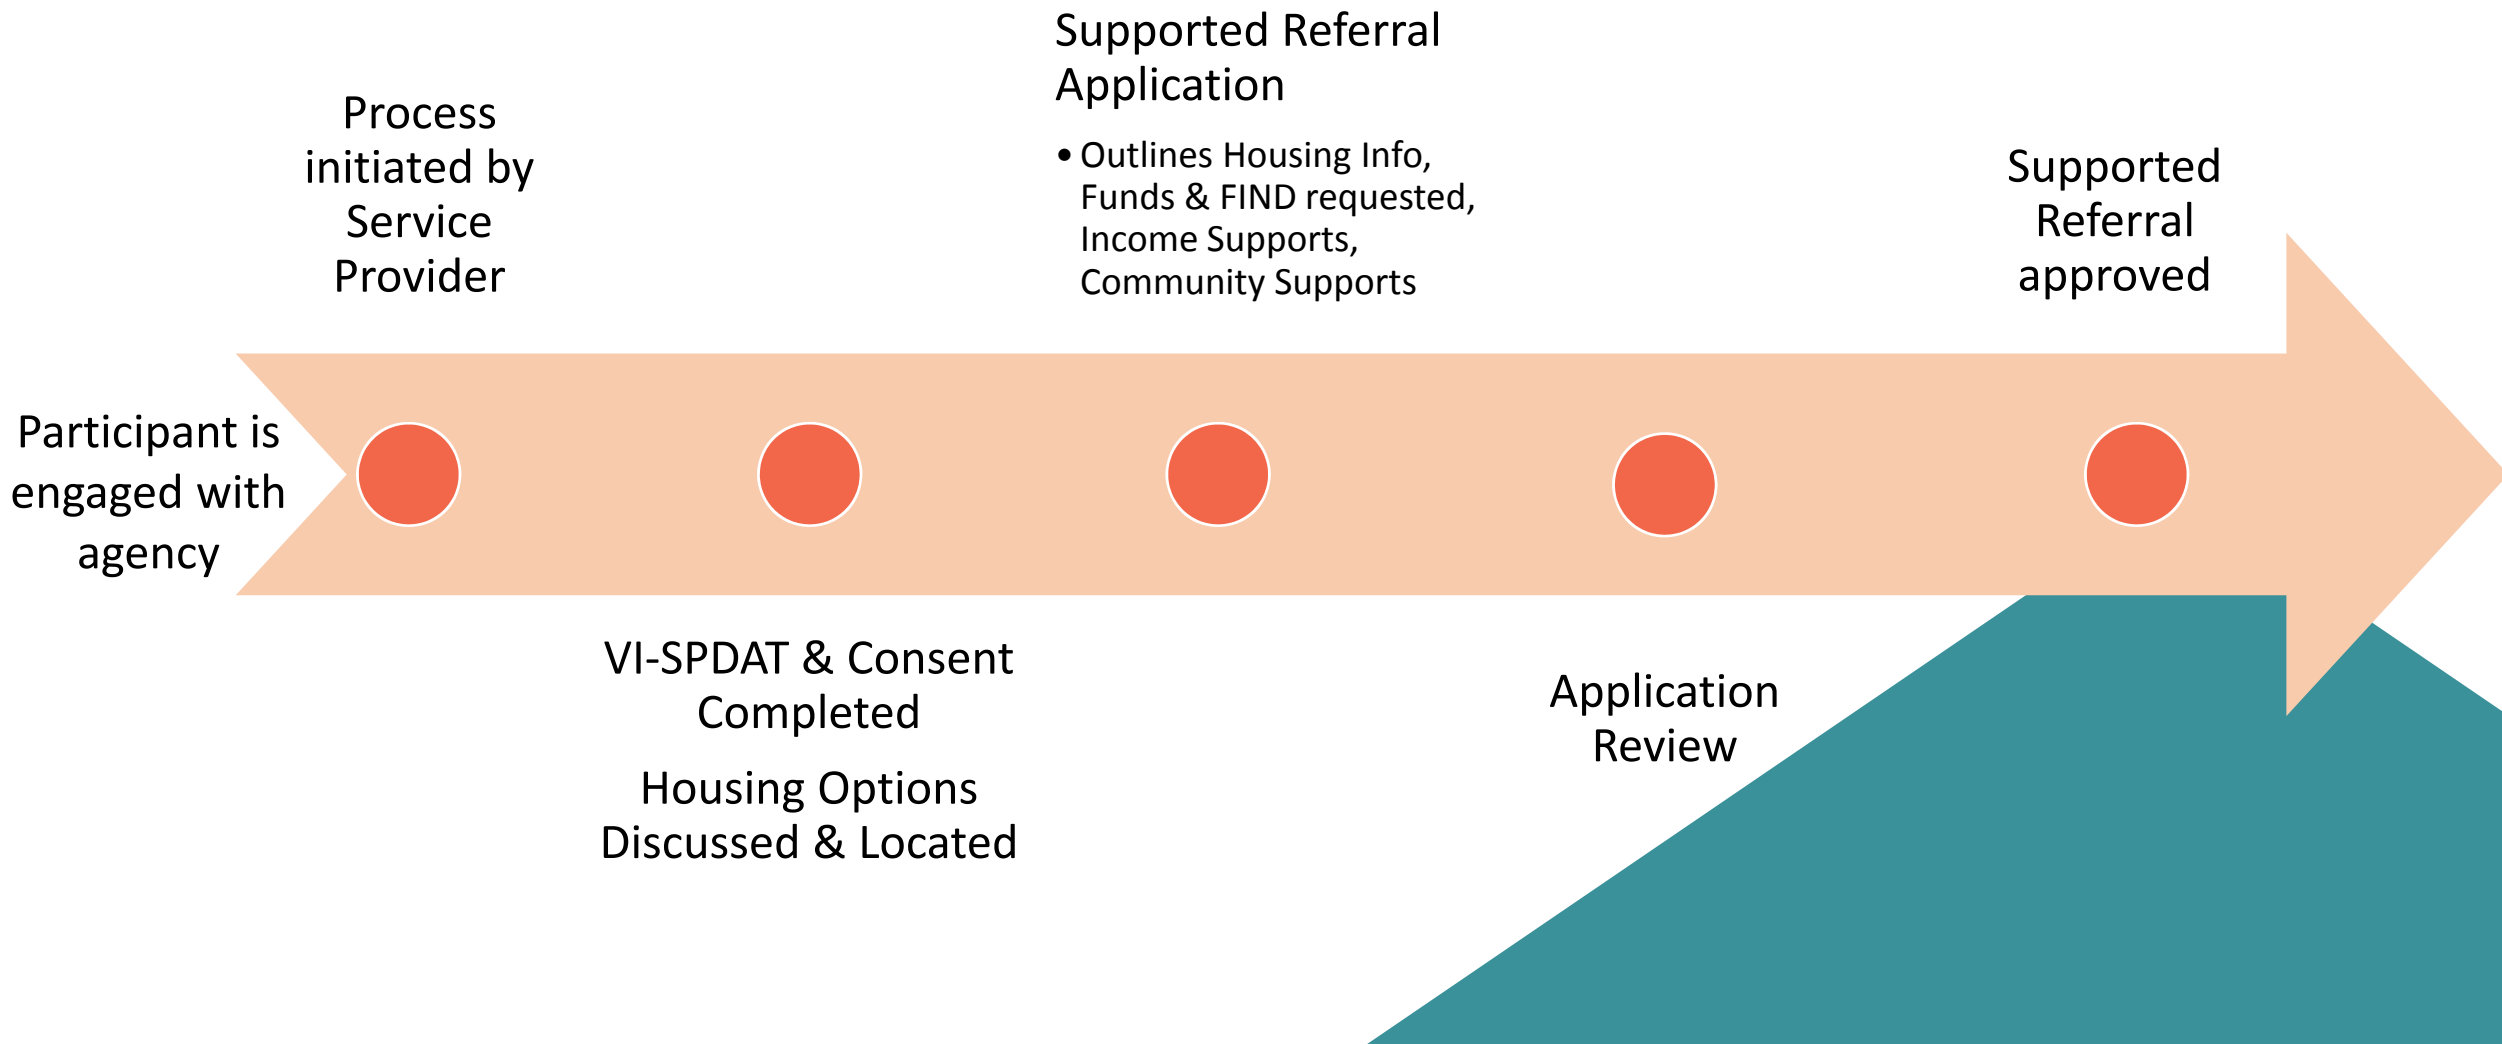 Participant is
engaged with
agency
Process
initiated by
Service
Provider
VI-SPDAT & Consent
Completed
Housing Options
Discussed & Located
Supported Referral
Application
• Outlines Housing Info,
Funds & FIND requested,
Income Supports,
Community Supports
Application
Review
Supported
Referral
approved